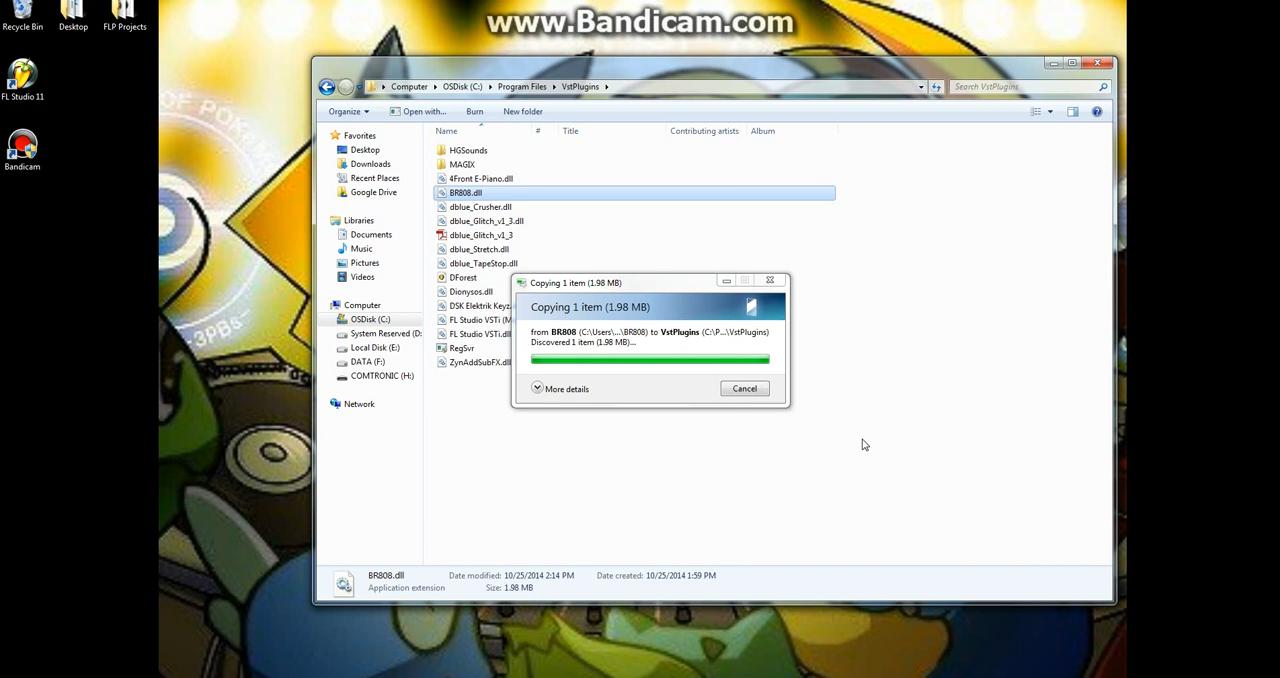 www.Bandicam.com
Recycle Bin
Desktop
FLP Projects
FL Studio 11
Bandicam
Computer
OSDisk (C:)
Program Files
VstPlugins
Search VstPlugins
Organize
Open with...
Burn
New folder
Favorites
Desktop
Downloads
Recent Places
Google Drive
Libraries
Documents
Music
Pictures
Videos
Computer
OSDisk (C:)
System Reserved (D:
Local Disk (E:)
DATA (F:)
COMTRONIC (H:)
Network
Name
#
Title
Contributing artists
Album
HGSounds
MAGIX
4Front E-Piano.dll
BR808.dll
dblue_Crusher.dll
dblue_Glitch_v1_3.dll
dblue_Glitch_v1_3
dblue_Stretch.dll
dblue_TapeStop.dll
DForest
Dionysos.dll
DSK Elektrik Keyz.
FL Studio VSTi (M
FL Studio VSTi.dll
RegSvr
ZynAddSubFX.dll
Copying 1 item (1.98 MB)
Copying 1 item (1.98 MB)
from BR808 (C:\Users\...\BR808) to VstPlugins (C:\P...\VstPlugins)
Discovered 1 item (1.98 MB)...
More details
Cancel
BR808.dll
Date modified: 10/25/2014 2:14 PM
Date created: 10/25/2014 1:59 PM
Application extension
Size: 1.98 MB
OF POK
-3PBs-